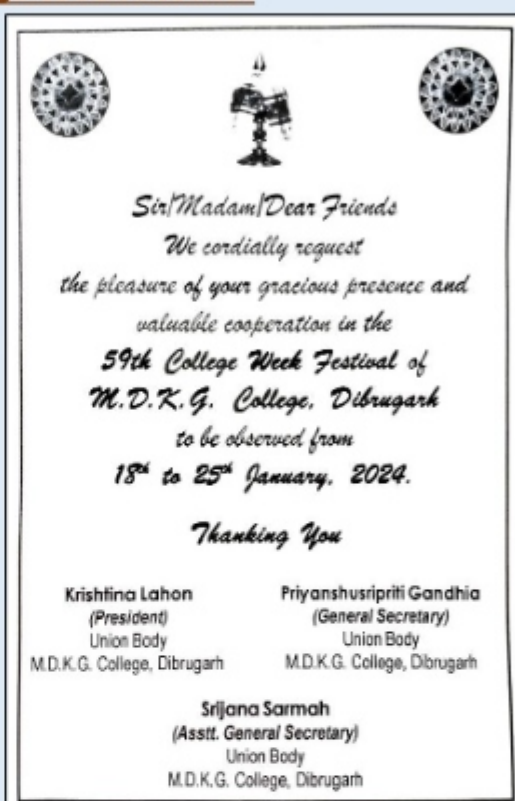 Sir/Madam/Dear Friends
We cordially request
the pleasure of your gracious presence and
valuable cooperation in the
59th College Week Festival of
M.D.K.G. College, Dibrugarh
to be observed from
18th to 25th January, 2024.
Thanking You
Krishtina Lahon
(President)
Union Body
M.D.K.G. College, Dibrugarh
Priyanshusripriti Gandhia
(General Secretary)
Union Body
M.D.K.G. College, Dibrugarh
Srijana Sarmah
(Asstt. General Secretary)
Union Body
M.D.K.G. College, Dibrugarh